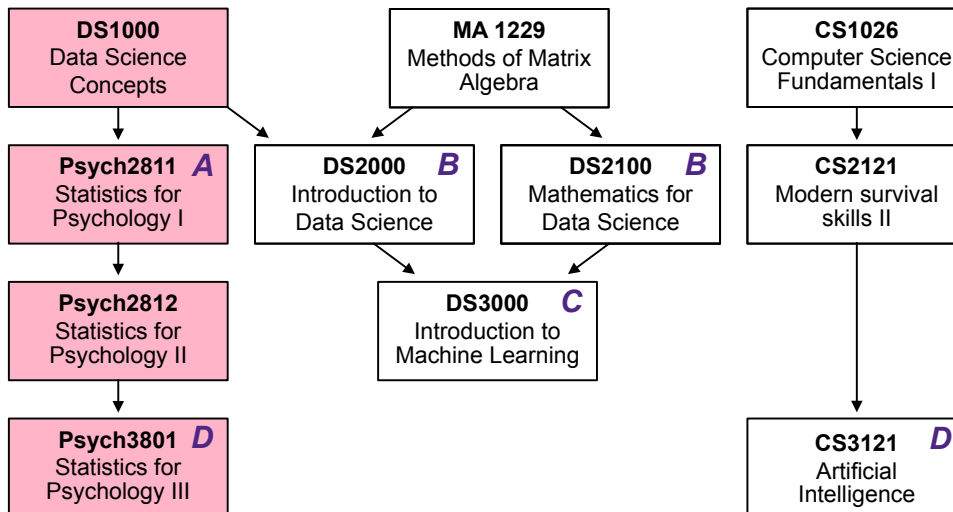 DS1000
Data Science
Concepts
MA 1229
Methods of Matrix
Algebra
CS1026
Computer Science
Fundamentals I
Psych2811 A
Statistics for
Psychology I
DS2000 B
Introduction to
Data Science
DS2100 B
Mathematics for
Data Science
CS2121
Modern survival
skills II
Psych2812
Statistics for
Psychology II
DS3000 C
Introduction to
Machine Learning
Psych3801 D
Statistics for
Psychology III
CS3121 D
Artificial
Intelligence